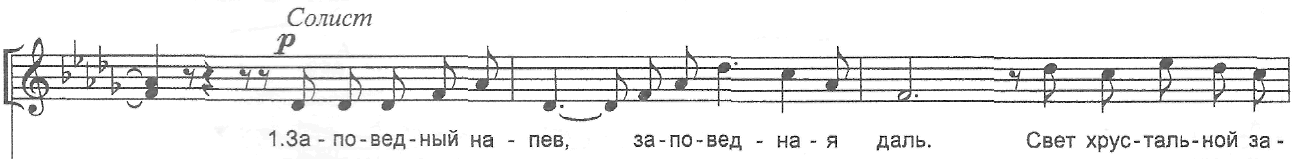 Солист
p
1.За - по-вед-ный на - пев, за-по-вед - на - я даль. Свет хрус-таль-ной за-